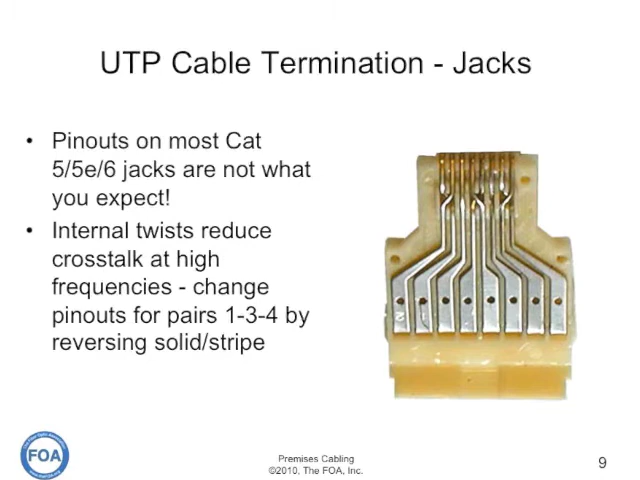 UTP Cable Termination - Jacks
• Pinouts on most Cat
5/5e/6 jacks are not what
you expect!
• Internal twists reduce
crosstalk at high
frequencies - change
pinouts for pairs 1-3-4 by
reversing solid/stripe
FOA
Premises Cabling
©2010, The FOA, Inc.
9